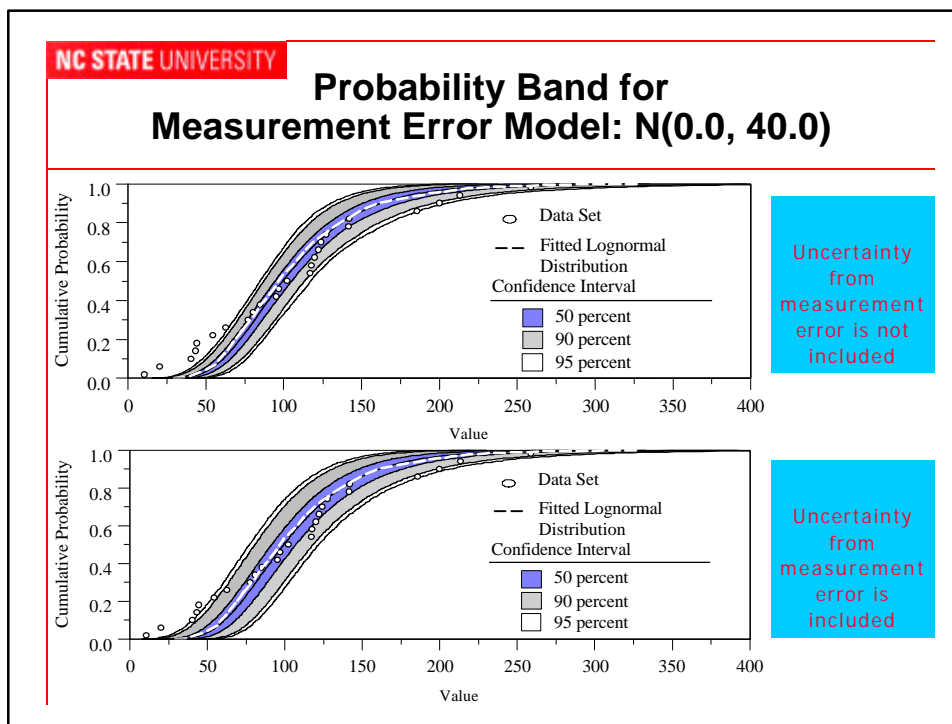 NC STATE UNIVERSITY
Probability Band for
Measurement Error Model: N(0.0, 40.0)
Cumulative Probability
1.0
0.8
0.6
0.4
0.2
0.0
Data Set
Fitted Lognormal
Distribution
Confidence Interval
50 percent
90 percent
95 percent
0 50 100 150 200 250 300 350 400
Value
Uncertainty
from
measurement
error is not
included
Cumulative Probability
1.0
0.8
0.6
0.4
0.2
0.0
Data Set
Fitted Lognormal
Distribution
Confidence Interval
50 percent
90 percent
95 percent
0 50 100 150 200 250 300 350 400
Value
Uncertainty
from
measurement
error is
included